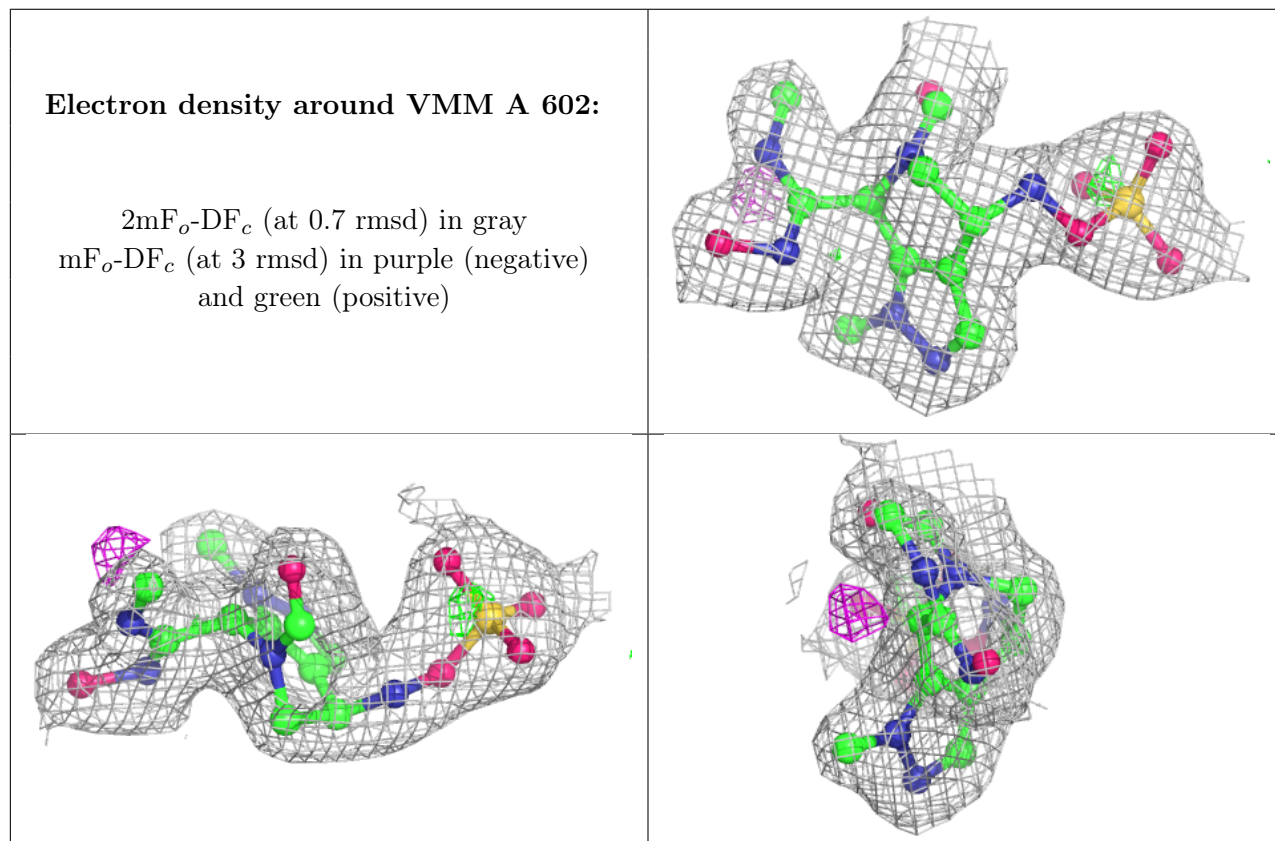 Electron density around VMM A 602:
2mFo-DFc (at 0.7 rmsd) in gray
mFo-DFc (at 3 rmsd) in purple (negative)
and green (positive)